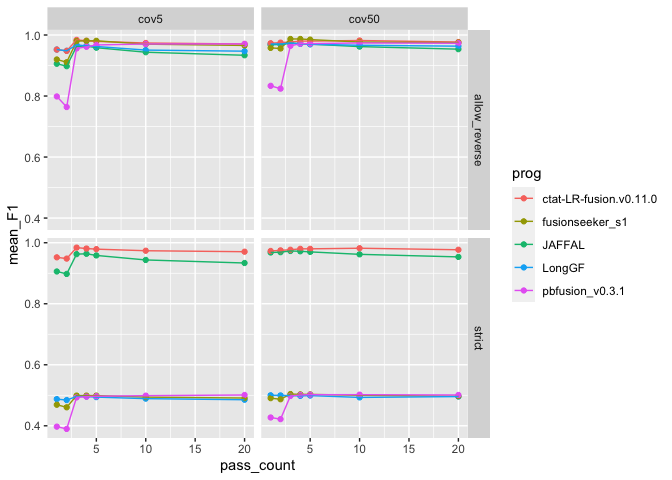 cov5 cov50
1.0
0.8
0.6
0.4
allow_reverse
1.0
0.8
0.6
0.4
strict
5 10 15 20 5 10 15 20
pass_count
mean_F1
prog
ctat-LR-fusion.v0.11.0
fusionseeker_s1
JAFFAL
LongGF
pbfusion_v0.3.1